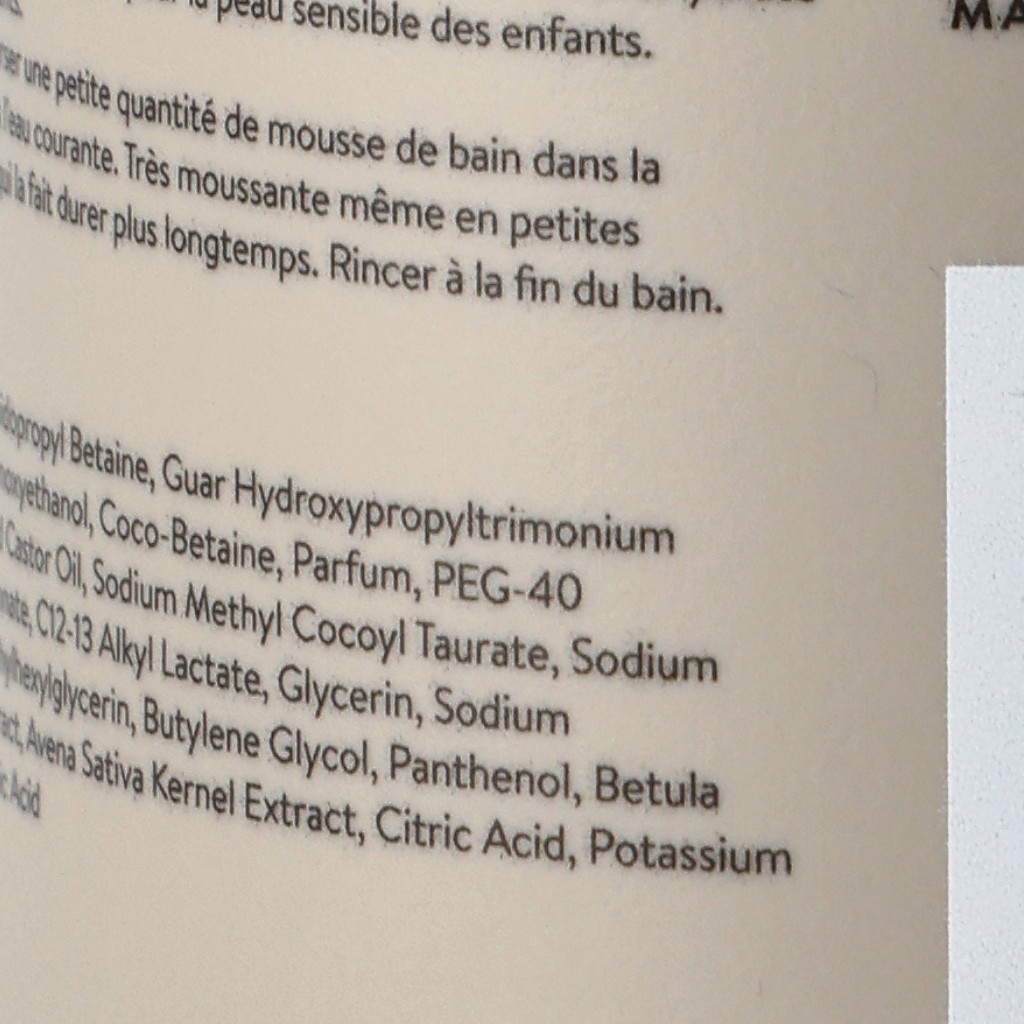 peau sensible des enfants.
une petite quantité de mousse de bain dans la
l'eau courante. Très moussante même en petites
la fait durer plus longtemps. Rincer à la fin du bain.
Betaine, Guar Hydroxypropyltrimonium
Coco-Betaine, Parfum, PEG-40
Castor Oil, Sodium Methyl Cocoyl Taurate, Sodium
C12-13 Alkyl Lactate, Glycerin, Sodium
Butylene Glycol, Panthenol, Betula
Avena Sativa Kernel Extract, Citric Acid, Potassium
Acid